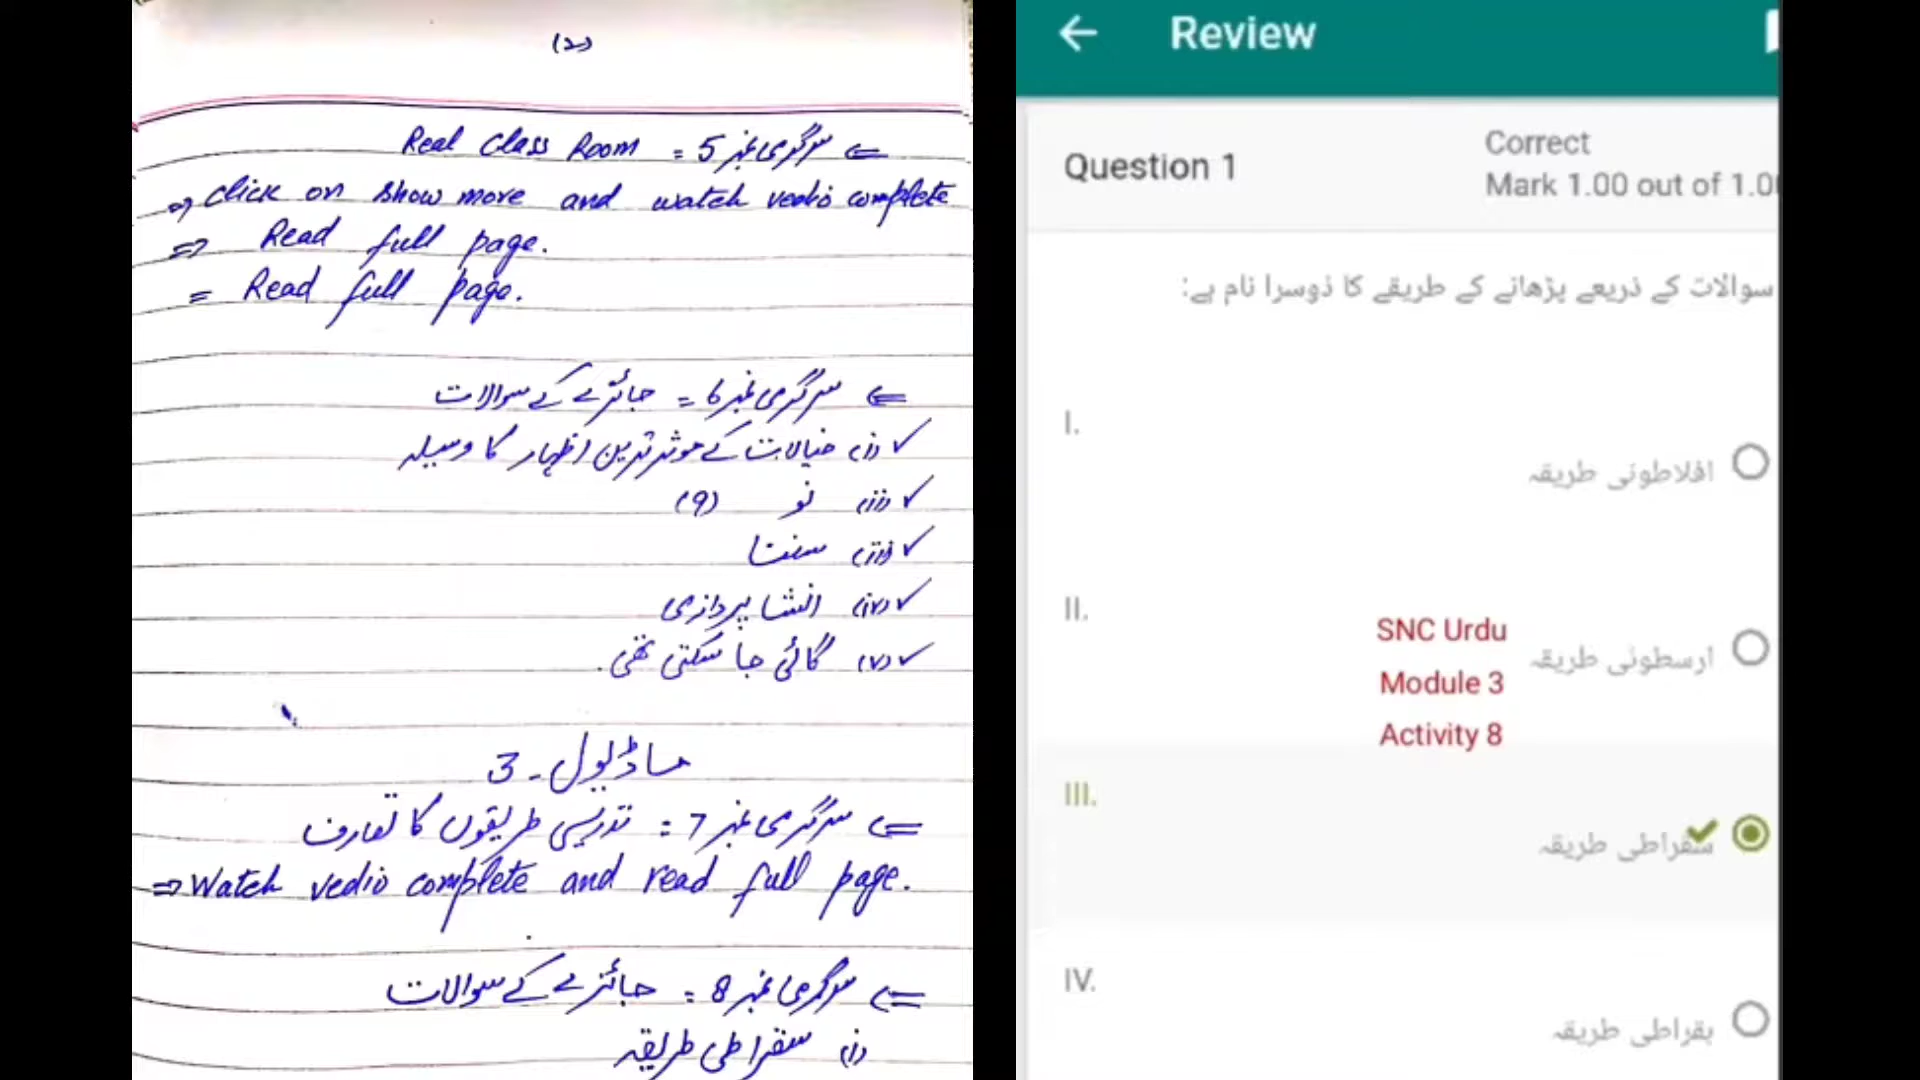 (2)
⇐ سرگرمی نمبر 5 = Real Class Room
⇒ click on show more and watch vedio complete
⇒ Read full page.
= Read full page.
⇐ سرگرمی نمبر 6 = جائزے کے سوالات
✓ (i) خیالات کے موثر ترین اظہار کا وسیلہ
✓ (ii) نو (9)
✓ (iii) سننا
✓ (iv) انشا پردازی
✓ (v) گائی جا سکتی تھی.
ماڈیول - 3
⇐ سرگرمی نمبر 7 = تدریسی طریقوں کا تعارف
⇒ Watch vedio complete and read full page.
⇐ سرگرمی نمبر 8 = جائزے کے سوالات
(i) سقراطی طریقہ
← Review
Question 1
Correct
Mark 1.00 out of 1.0
سوالات کے ذریعے پڑھانے کے طریقے کا دوسرا نام ہے:
I.
افلاطونی طریقہ
II.
ارسطوئی طریقہ
SNC Urdu
Module 3
Activity 8
III.
سقراطی طریقہ
IV.
بقراطی طریقہ